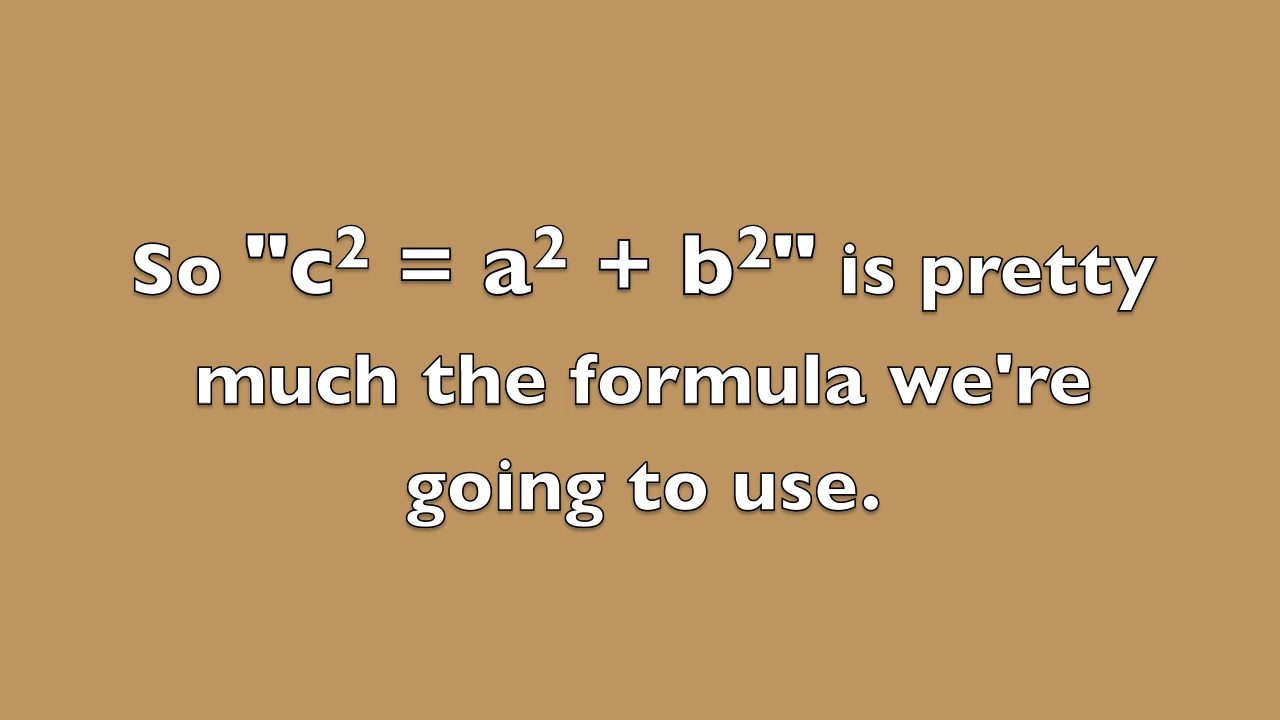 So "c² = a² + b²" is pretty
much the formula we're
going to use.